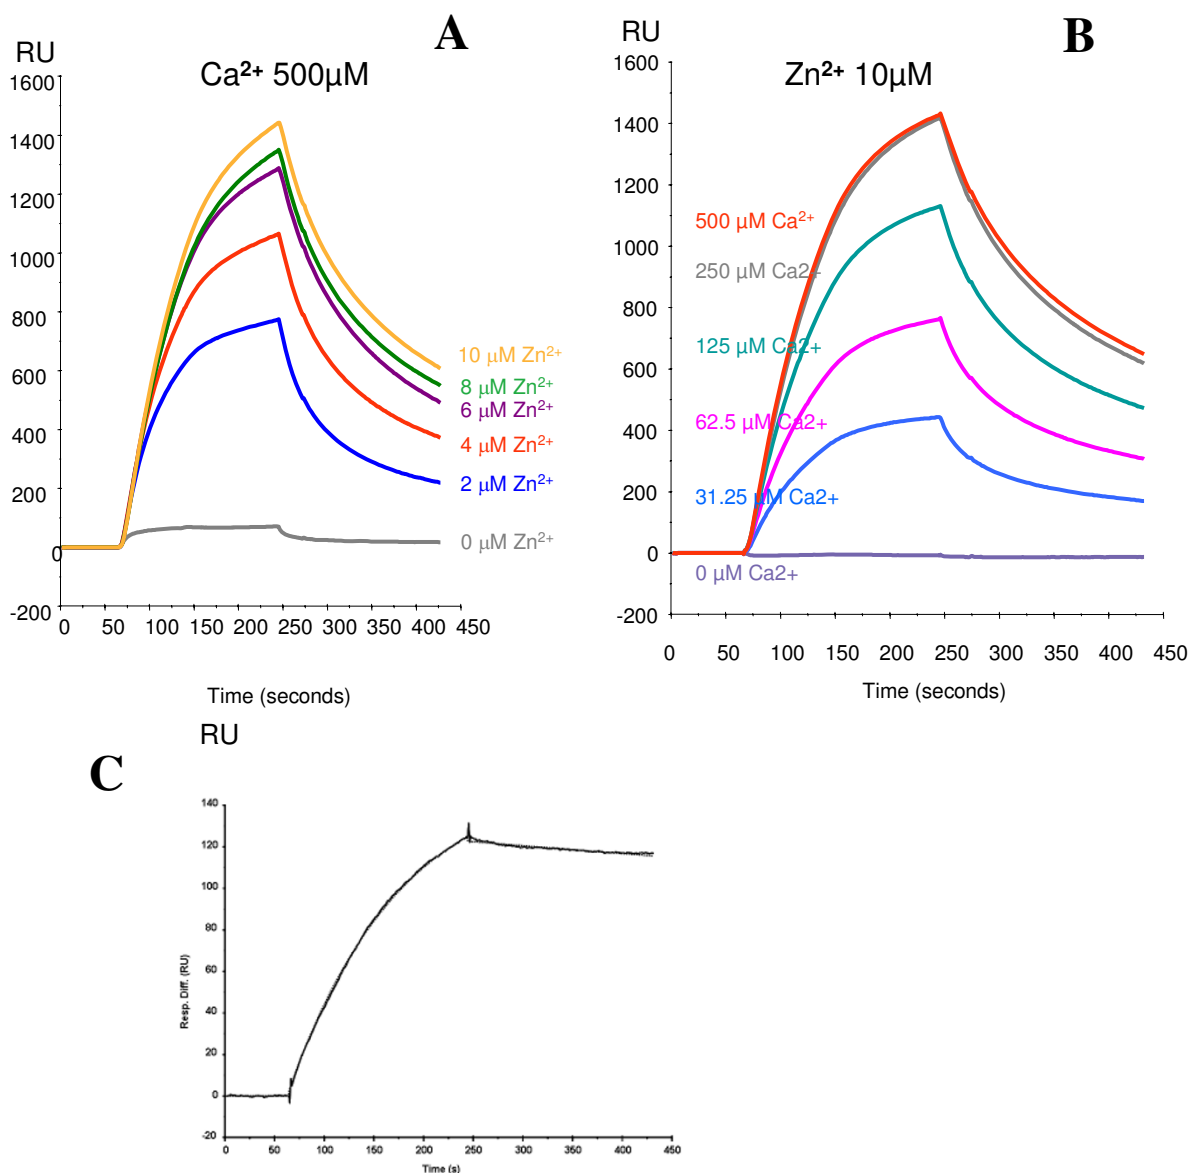 A
RU
Ca²⁺ 500µM
1600
1400
1200
1000
800
600
400
200
0
-200
0 50 100 150 200 250 300 350 400 450
Time (seconds)
10 µM Zn²⁺
8 µM Zn²⁺
6 µM Zn²⁺
4 µM Zn²⁺
2 µM Zn²⁺
0 µM Zn²⁺
B
RU
Zn²⁺ 10µM
1600
1400
1200
1000
800
600
400
200
0
-200
500 µM Ca²⁺
250 µM Ca2+
125 µM Ca2+
62.5 µM Ca2+
31.25 µM Ca2+
0 µM Ca2+
0 50 100 150 200 250 300 350 400 450
Time (seconds)
C
RU
Resp. Diff. (RU)
140
120
100
80
60
40
20
0
-20
0 50 100 150 200 250 300 350 400 450
Time (s)